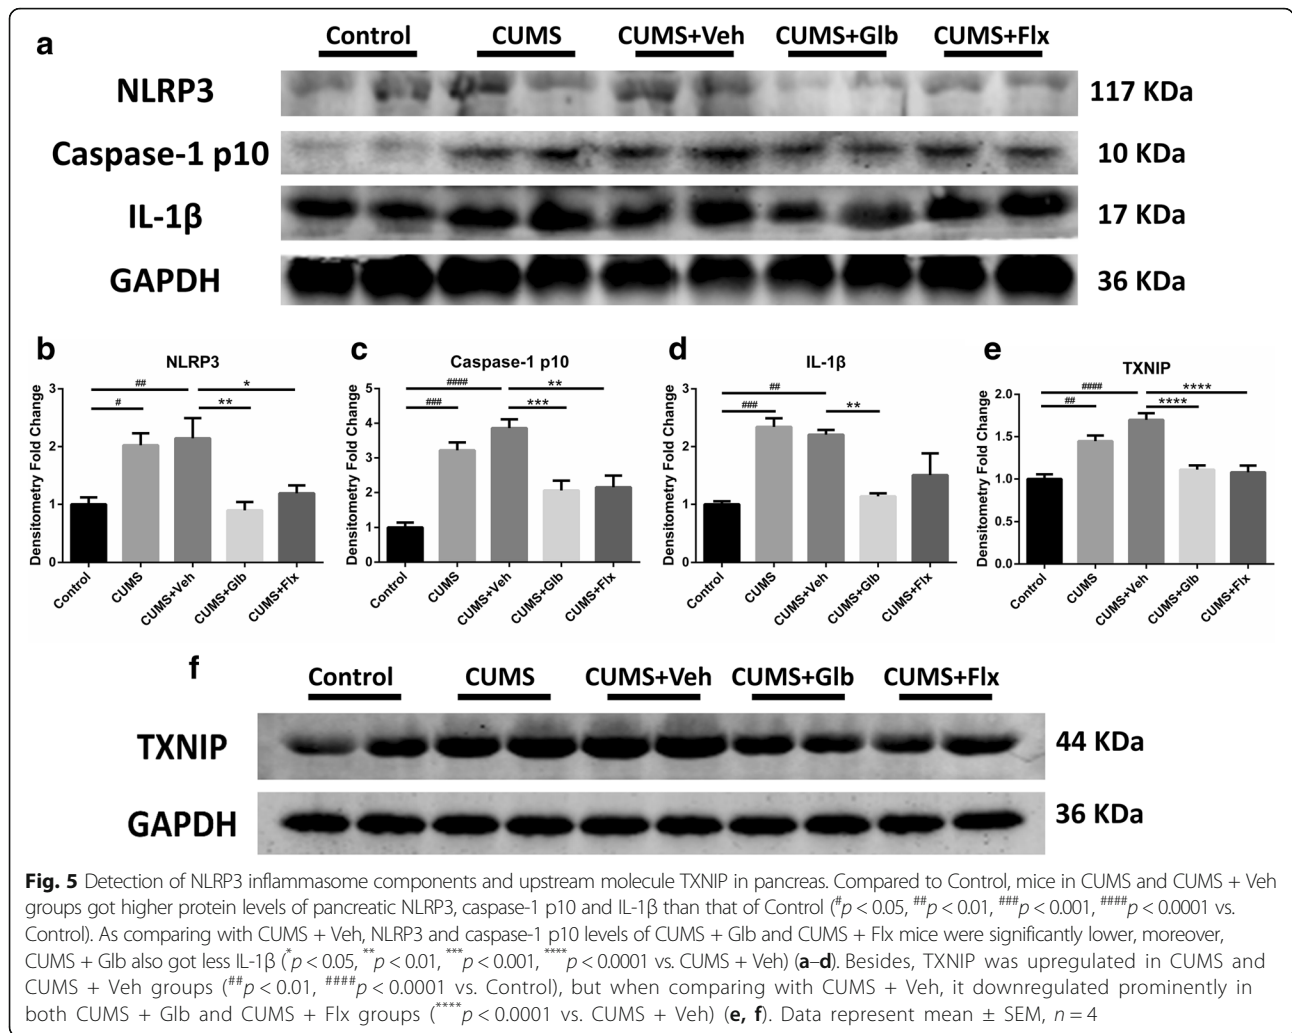 a
Control CUMS CUMS+Veh CUMS+Glb CUMS+Flx
NLRP3 117 KDa
Caspase-1 p10 10 KDa
IL-1β 17 KDa
GAPDH 36 KDa
b
NLRP3
Densitometry Fold Change
3
2
1
0
##
#
*
**
Control CUMS CUMS+Veh CUMS+Glb CUMS+Flx
c
Caspase-1 p10
Densitometry Fold Change
5
4
3
2
1
0
####
###
**
***
Control CUMS CUMS+Veh CUMS+Glb CUMS+Flx
d
IL-1β
Densitometry Fold Change
3
2
1
0
##
###
**
Control CUMS CUMS+Veh CUMS+Glb CUMS+Flx
e
TXNIP
Densitometry Fold Change
2.0
1.5
1.0
0.5
0.0
####
##
****
****
Control CUMS CUMS+Veh CUMS+Glb CUMS+Flx
f
Control CUMS CUMS+Veh CUMS+Glb CUMS+Flx
TXNIP 44 KDa
GAPDH 36 KDa
Fig. 5 Detection of NLRP3 inflammasome components and upstream molecule TXNIP in pancreas. Compared to Control, mice in CUMS and CUMS + Veh
groups got higher protein levels of pancreatic NLRP3, caspase-1 p10 and IL-1β than that of Control (#p < 0.05, ##p < 0.01, ###p < 0.001, ####p < 0.0001 vs.
Control). As comparing with CUMS + Veh, NLRP3 and caspase-1 p10 levels of CUMS + Glb and CUMS + Flx mice were significantly lower, moreover,
CUMS + Glb also got less IL-1β (*p < 0.05, **p < 0.01, ***p < 0.001, ****p < 0.0001 vs. CUMS + Veh) (a–d). Besides, TXNIP was upregulated in CUMS and
CUMS + Veh groups (##p < 0.01, ####p < 0.0001 vs. Control), but when comparing with CUMS + Veh, it downregulated prominently in
both CUMS + Glb and CUMS + Flx groups (****p < 0.0001 vs. CUMS + Veh) (e, f). Data represent mean ± SEM, n = 4